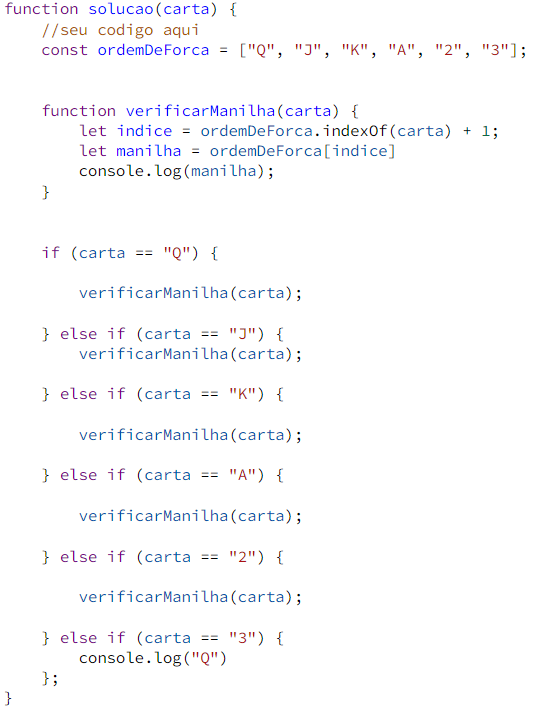 function solucao(carta) {
    //seu codigo aqui
    const ordemDeForca = ["Q", "J", "K", "A", "2", "3"];
    function verificarManilha(carta) {
        let indice = ordemDeForca.indexOf(carta) + 1;
        let manilha = ordemDeForca[indice]
        console.log(manilha);
    }
    if (carta == "Q") {
        verificarManilha(carta);
    } else if (carta == "J") {
        verificarManilha(carta);
    } else if (carta == "K") {
        verificarManilha(carta);
    } else if (carta == "A") {
        verificarManilha(carta);
    } else if (carta == "2") {
        verificarManilha(carta);
    } else if (carta == "3") {
        console.log("Q")
    };
}